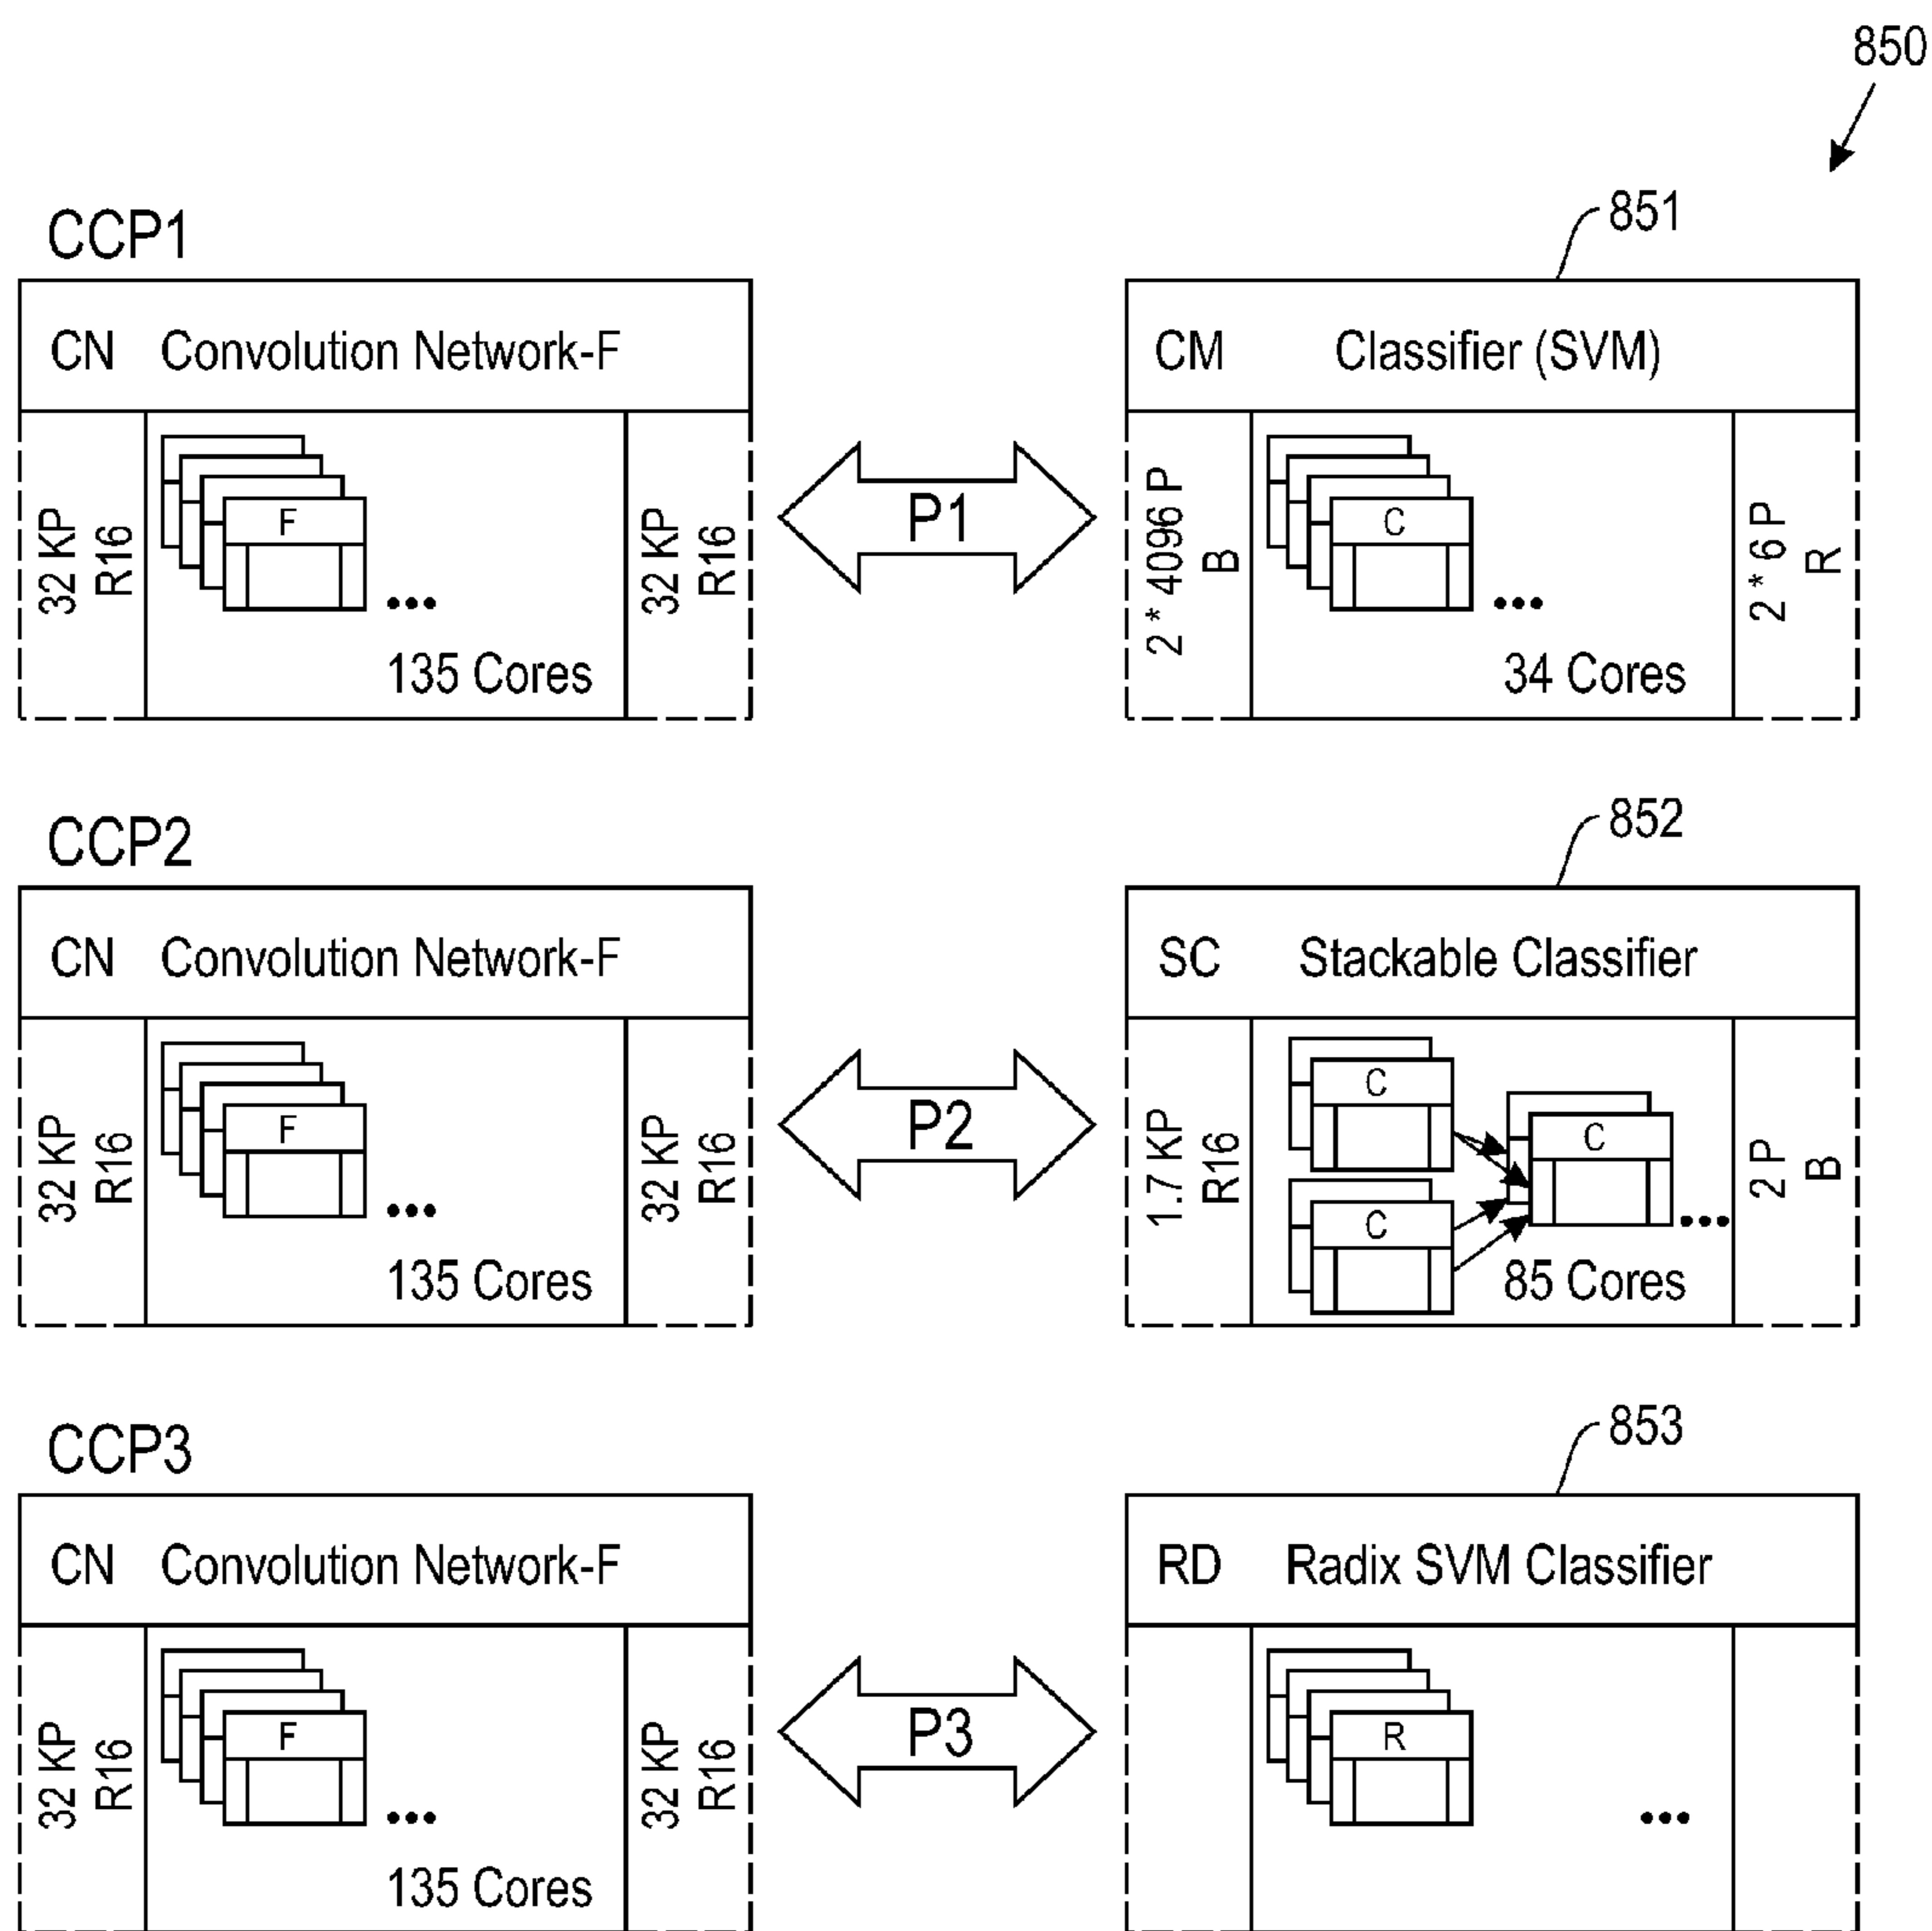 850
CCP1
851
CN Convolution Network-F
32 KP
R16
F
...
135 Cores
32 KP
R16
P1
CM Classifier (SVM)
2 * 4096 P
B
C
...
34 Cores
2 * 6 P
R
CCP2
852
CN Convolution Network-F
32 KP
R16
F
...
135 Cores
32 KP
R16
P2
SC Stackable Classifier
1.7 KP
R16
C
C
C
...
85 Cores
2 P
B
CCP3
853
CN Convolution Network-F
32 KP
R16
F
...
135 Cores
32 KP
R16
P3
RD Radix SVM Classifier
R
...